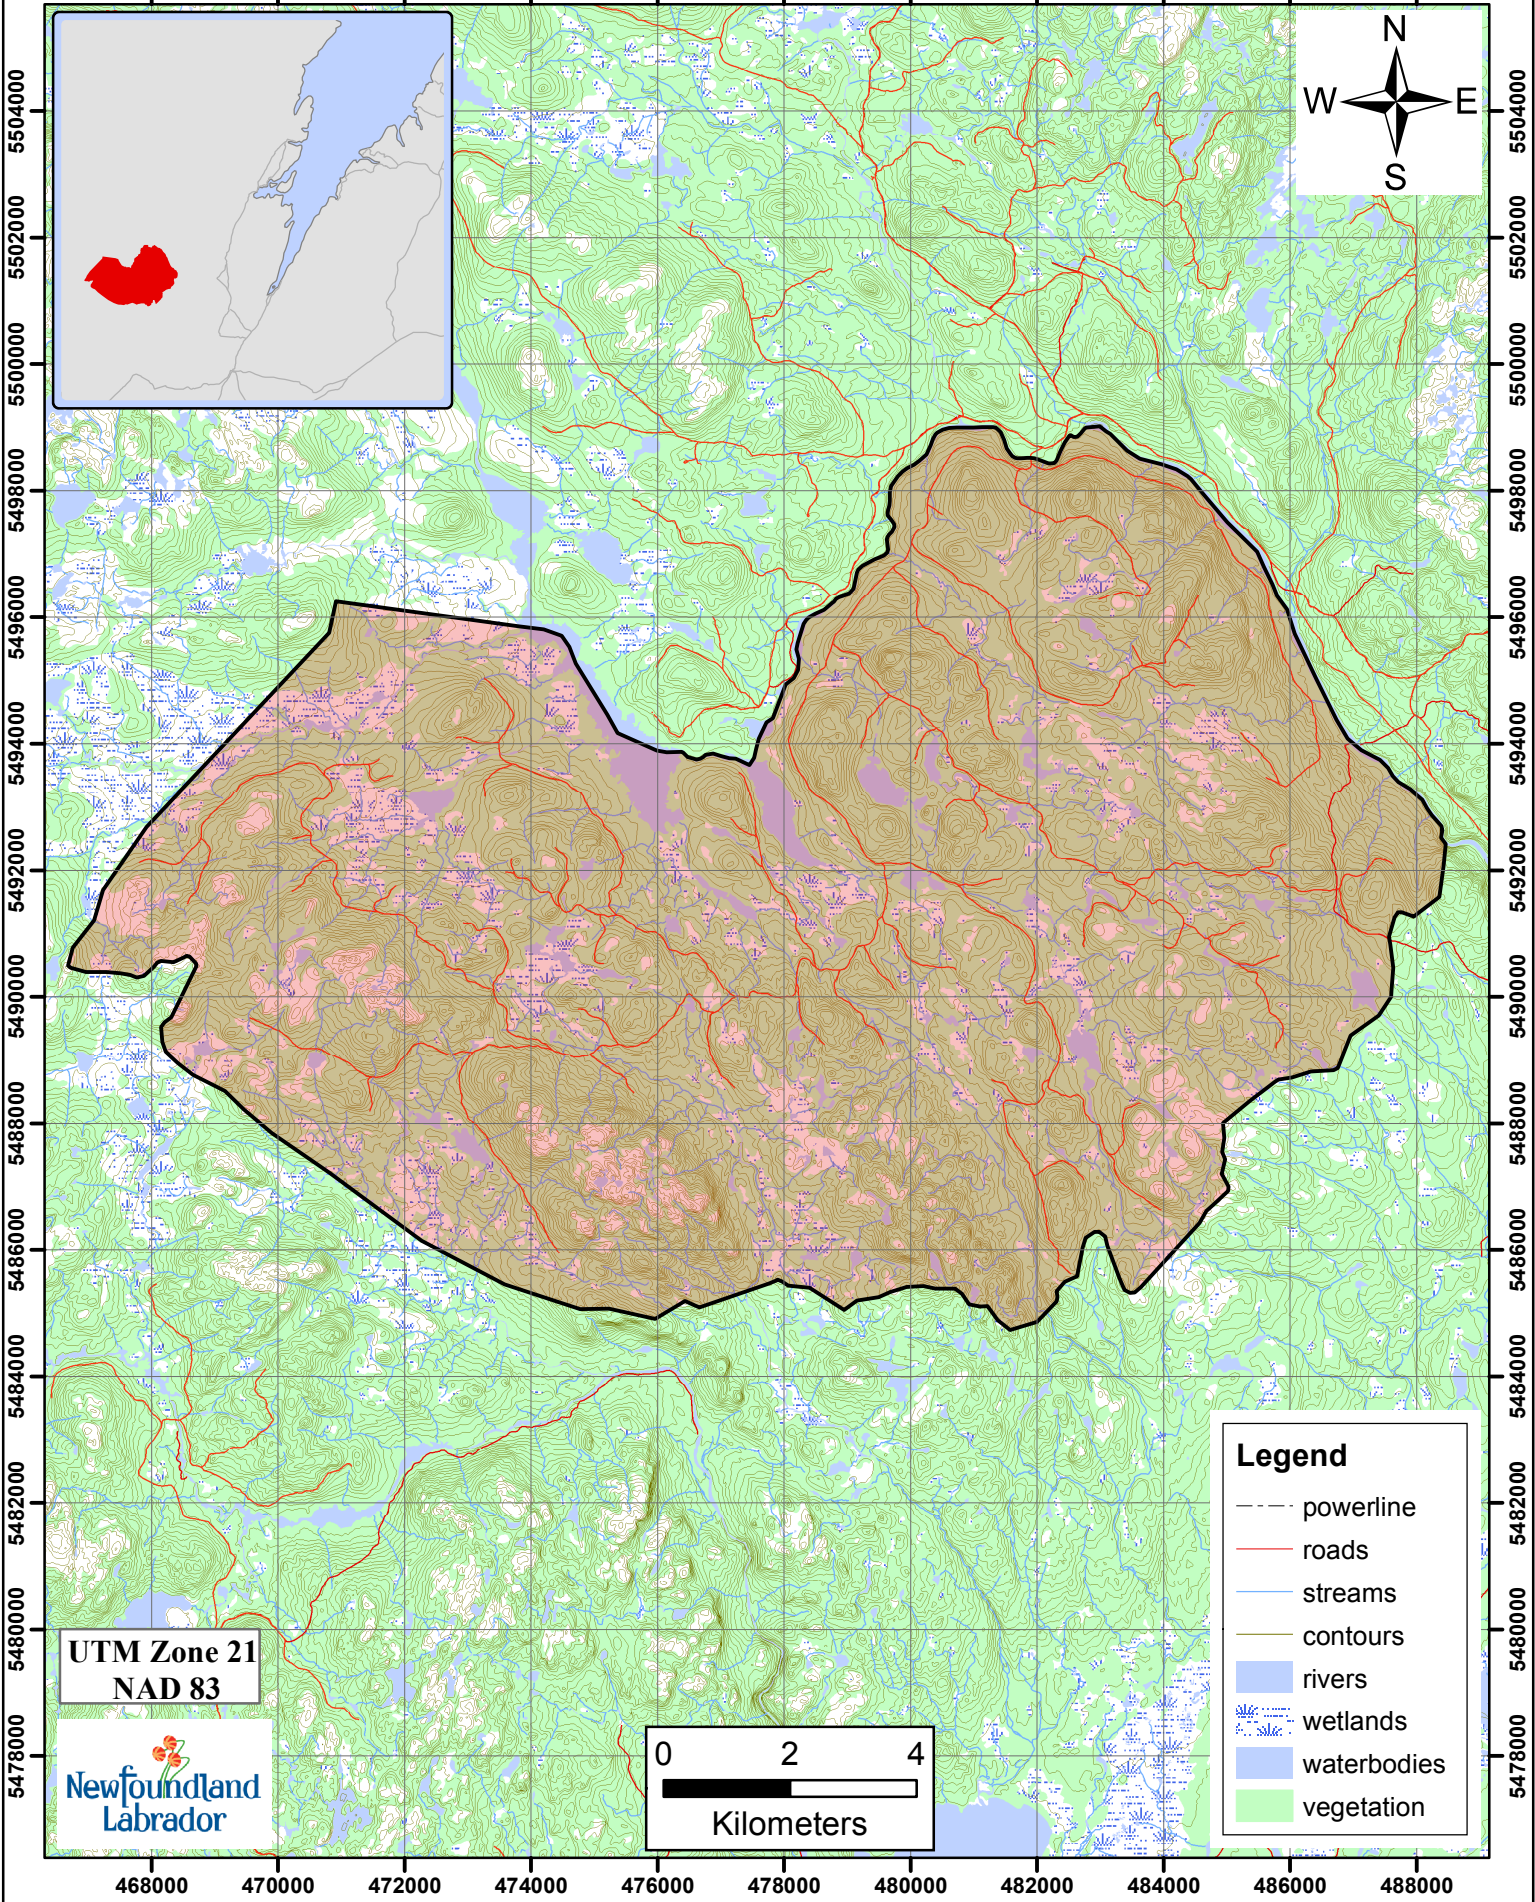 N
W E
S
5504000
5502000
5500000
5498000
5496000
5494000
5492000
5490000
5488000
5486000
5484000
5482000
5480000
5478000
5504000
5502000
5500000
5498000
5496000
5494000
5492000
5490000
5488000
5486000
5484000
5482000
5480000
5478000
Legend
powerline
roads
streams
contours
rivers
wetlands
waterbodies
vegetation
UTM Zone 21
NAD 83
Newfoundland
Labrador
0 2 4
Kilometers
468000 470000 472000 474000 476000 478000 480000 482000 484000 486000 488000